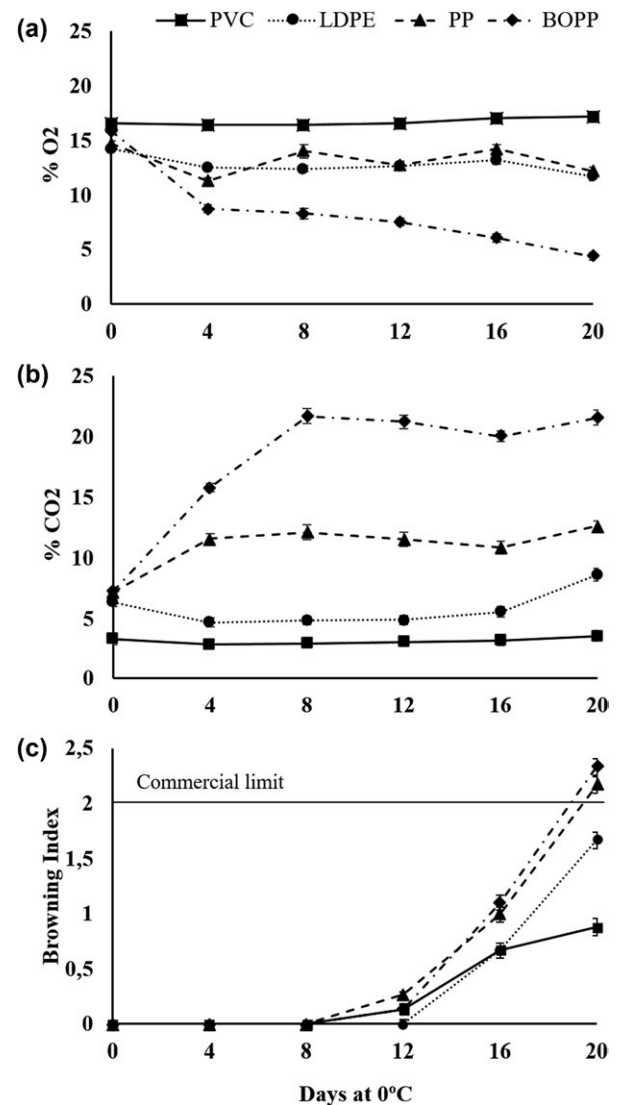 PVC LDPE PP BOPP
(a)
25
20
15
10
5
0
% O2
0 4 8 12 16 20
(b)
25
20
15
10
5
0
% CO2
0 4 8 12 16 20
(c)
2,5
2
1,5
1
0,5
0
Commercial limit
Browning Index
0 4 8 12 16 20
Days at 0ºC